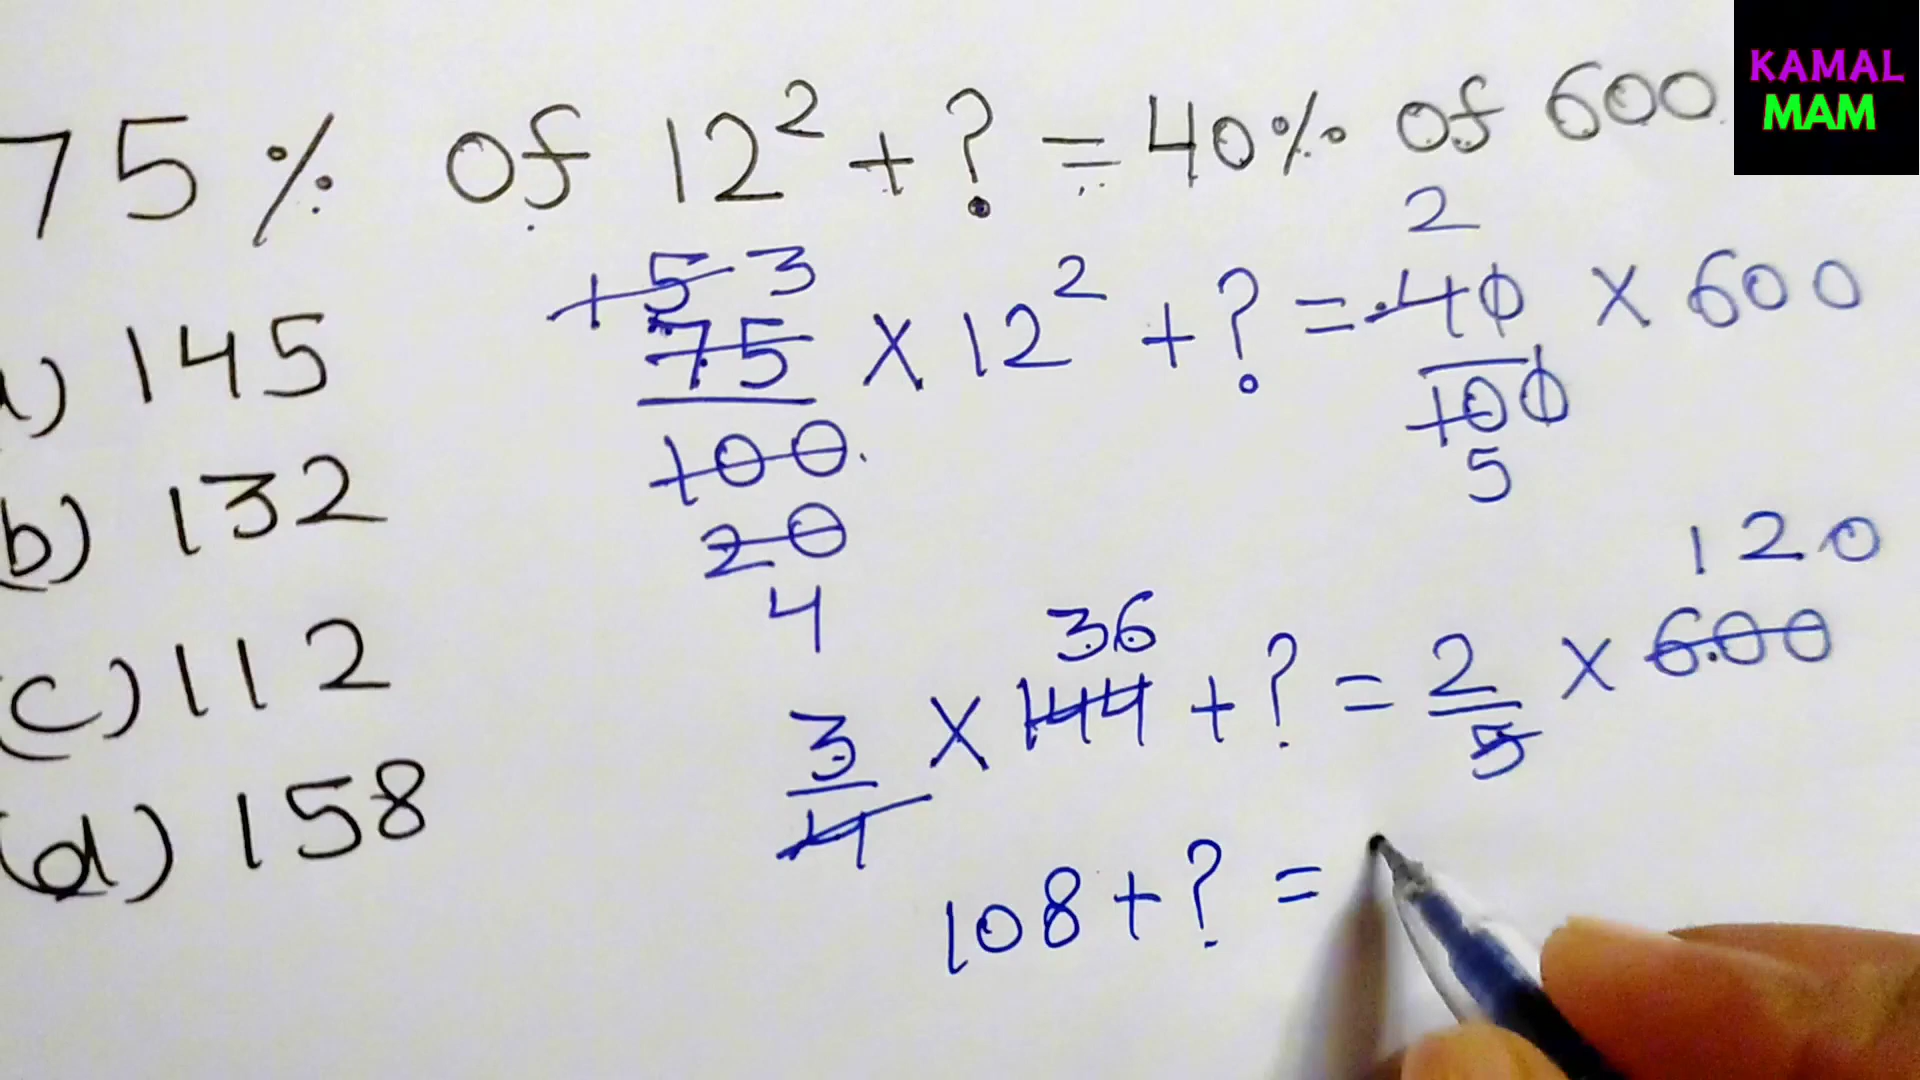 75% of 12² + ? = 40% of 600
KAMAL
MAM
a) 145
(b) 132
(c) 112
(d) 158
15 3 2
75/100 × 12² + ? = 40/100 × 600
20 5
4
36 120
3/4 × 144 + ? = 2/5 × 600
108 + ? =